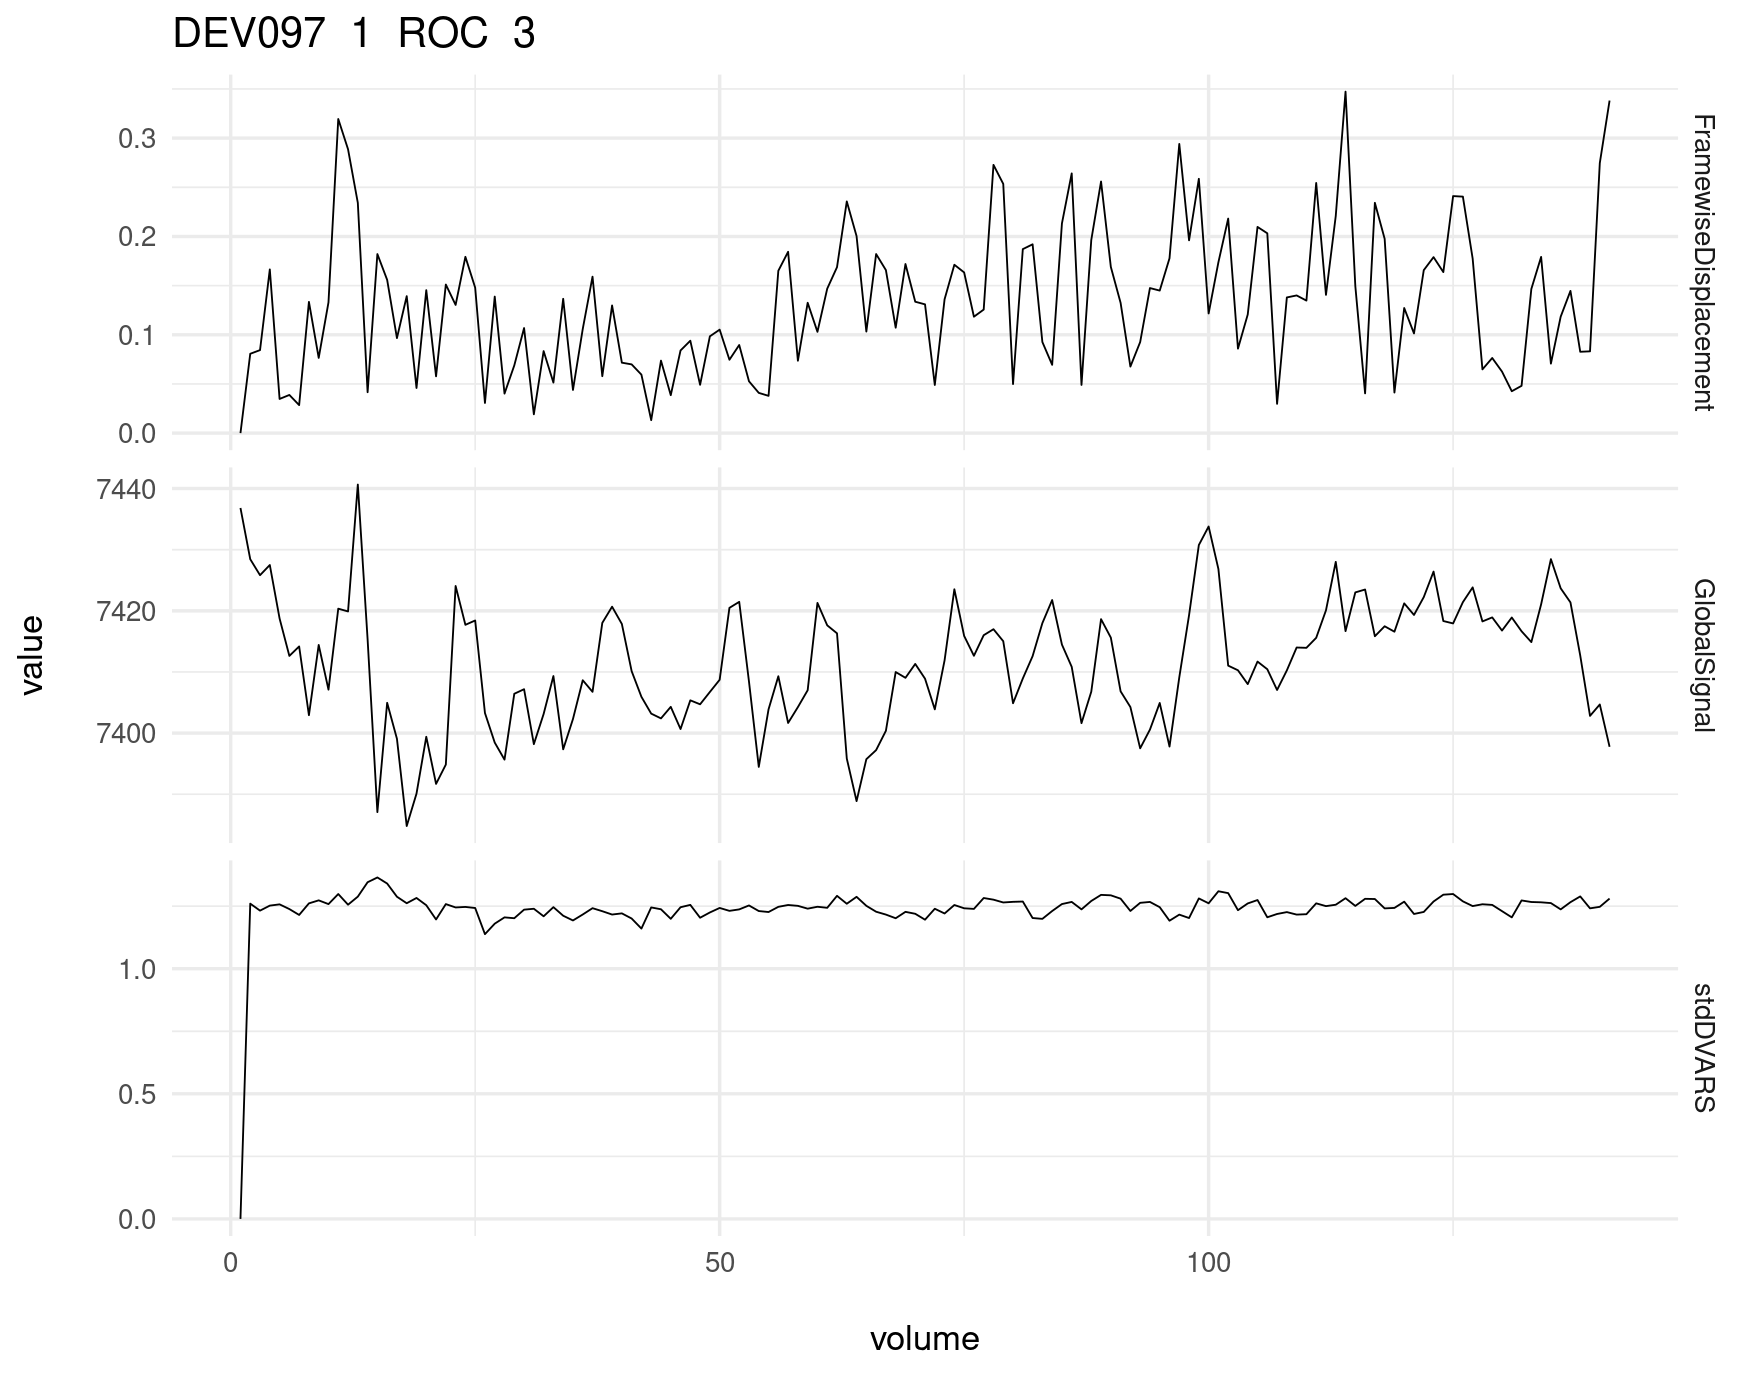 DEV097 1 ROC 3
0.3
0.2
0.1
0.0
FramewiseDisplacement
7440
7420
7400
GlobalSignal
value
1.0
0.5
0.0
stdDVARS
0 50 100
volume